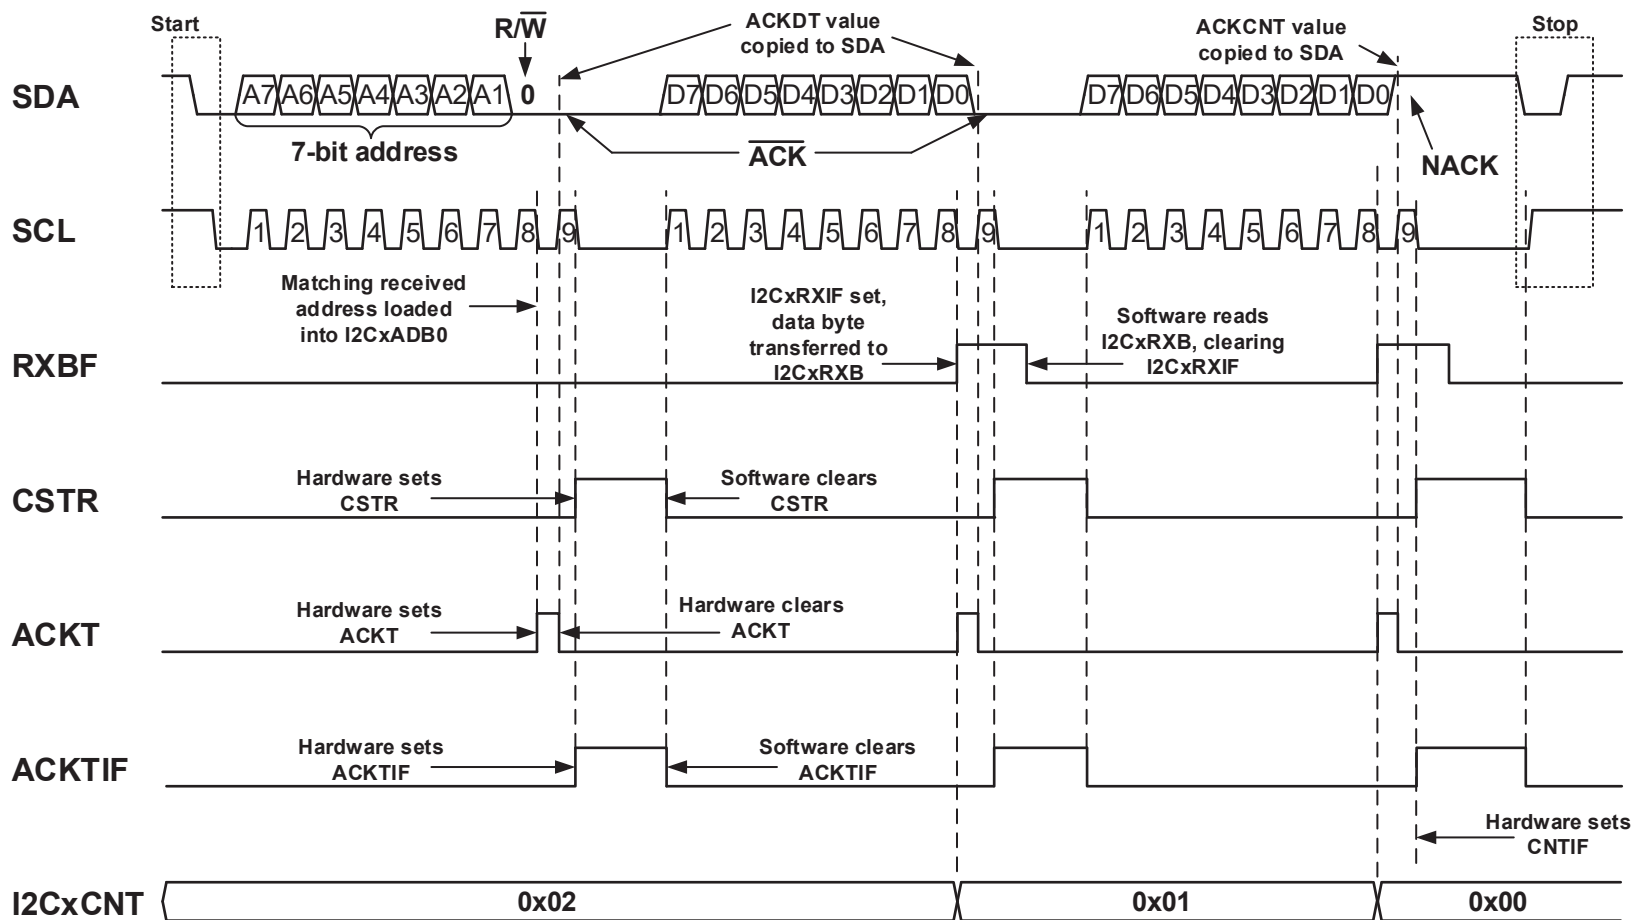 Start
R/W̅
ACKDT value
copied to SDA
ACKCNT value
copied to SDA
Stop
SDA
A7 A6 A5 A4 A3 A2 A1 0
D7 D6 D5 D4 D3 D2 D1 D0
D7 D6 D5 D4 D3 D2 D1 D0
7-bit address
A̅C̅K̅
NACK
SCL
1 2 3 4 5 6 7 8 9
1 2 3 4 5 6 7 8 9
1 2 3 4 5 6 7 8 9
Matching received
address loaded
into I2CxADB0
I2CxRXIF set,
data byte
transferred to
I2CxRXB
Software reads
I2CxRXB, clearing
I2CxRXIF
RXBF
Hardware sets
CSTR
Software clears
CSTR
CSTR
Hardware sets
ACKT
Hardware clears
ACKT
ACKT
Hardware sets
ACKTIF
Software clears
ACKTIF
ACKTIF
Hardware sets
CNTIF
I2CxCNT
0x02
0x01
0x00